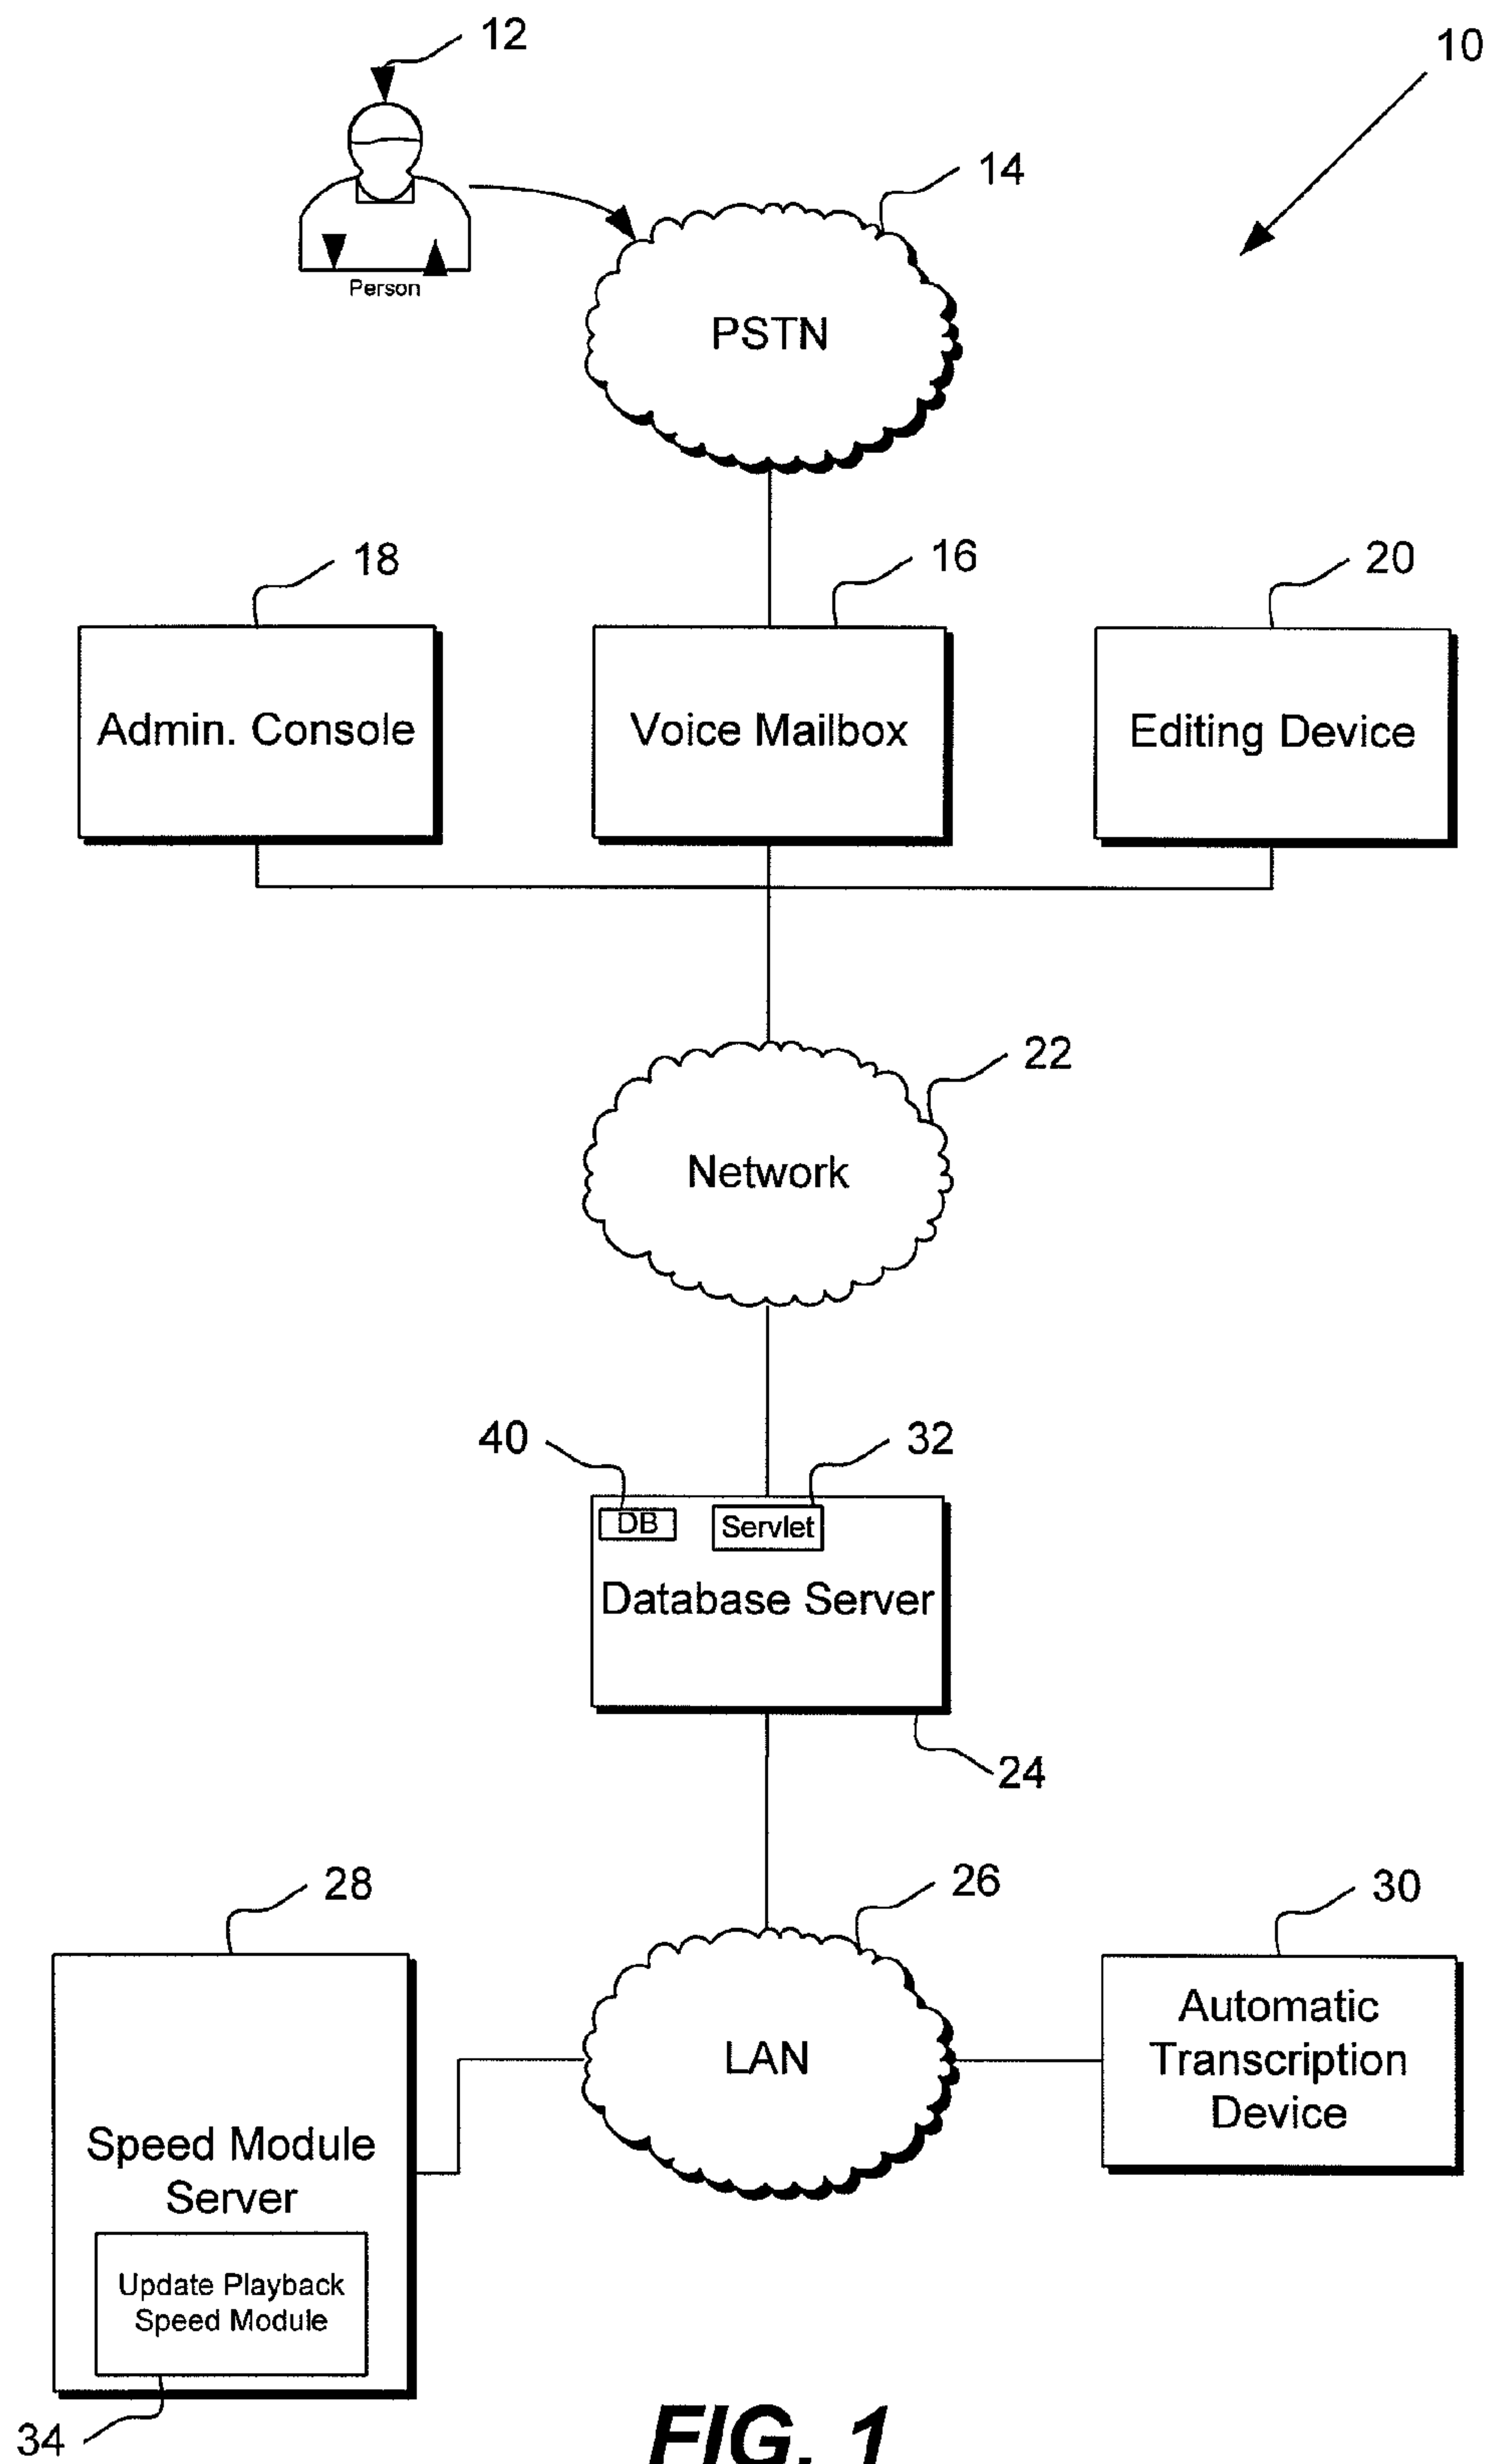 12
10
14
Person
PSTN
18
16
20
Admin. Console
Voice Mailbox
Editing Device
22
Network
40
32
DB
Servlet
Database Server
24
28
26
30
LAN
Automatic
Transcription
Device
Speed Module
Server
Update Playback
Speed Module
34
FIG. 1